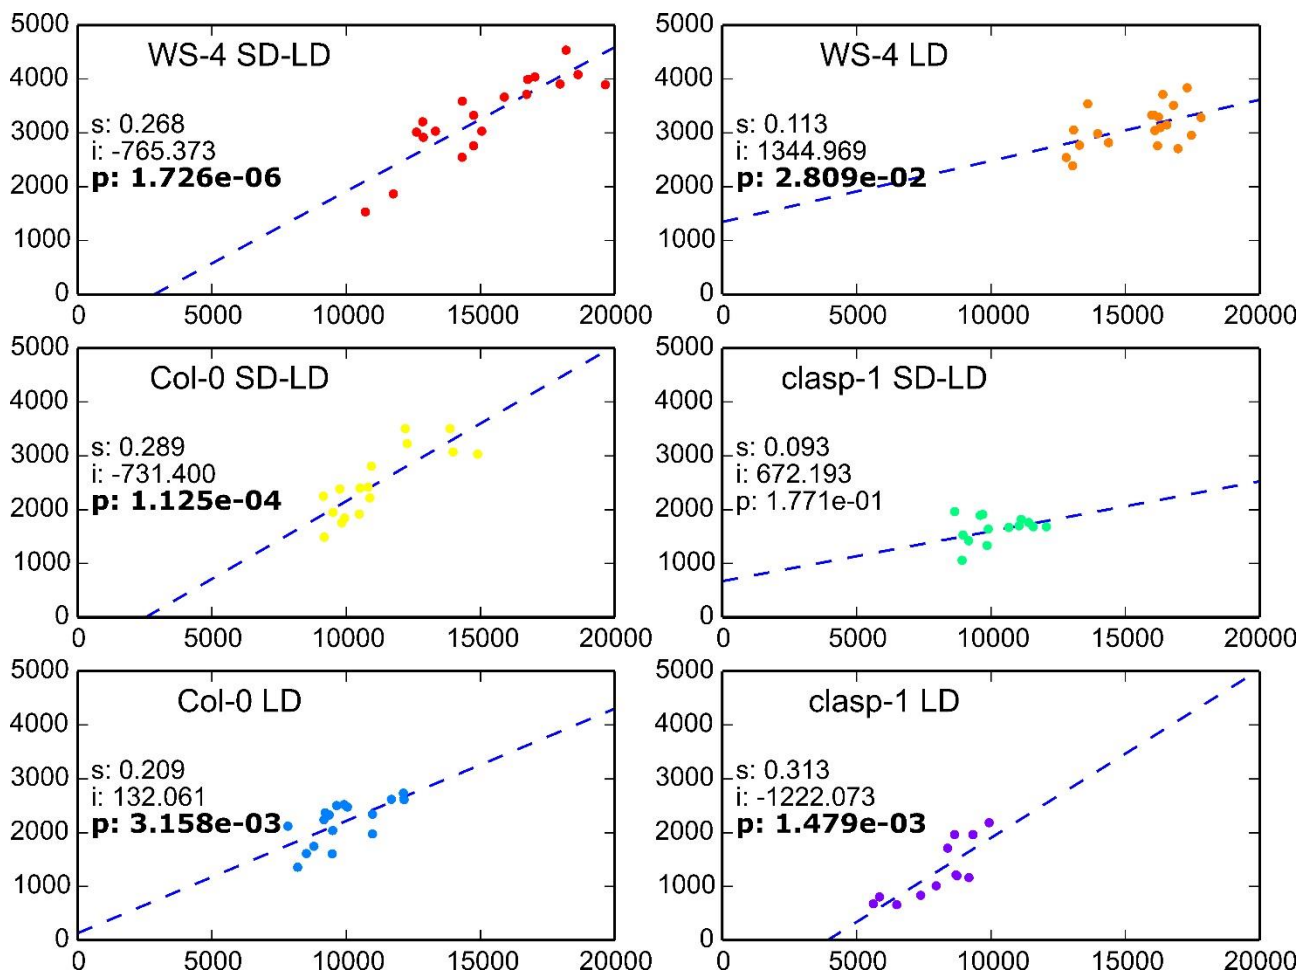 5000
4000
3000
2000
1000
0
WS-4 SD-LD
s: 0.268
i: -765.373
p: 1.726e-06
0 5000 10000 15000 20000
5000
4000
3000
2000
1000
0
WS-4 LD
s: 0.113
i: 1344.969
p: 2.809e-02
0 5000 10000 15000 20000
5000
4000
3000
2000
1000
0
Col-0 SD-LD
s: 0.289
i: -731.400
p: 1.125e-04
0 5000 10000 15000 20000
5000
4000
3000
2000
1000
0
clasp-1 SD-LD
s: 0.093
i: 672.193
p: 1.771e-01
0 5000 10000 15000 20000
5000
4000
3000
2000
1000
0
Col-0 LD
s: 0.209
i: 132.061
p: 3.158e-03
0 5000 10000 15000 20000
5000
4000
3000
2000
1000
0
clasp-1 LD
s: 0.313
i: -1222.073
p: 1.479e-03
0 5000 10000 15000 20000